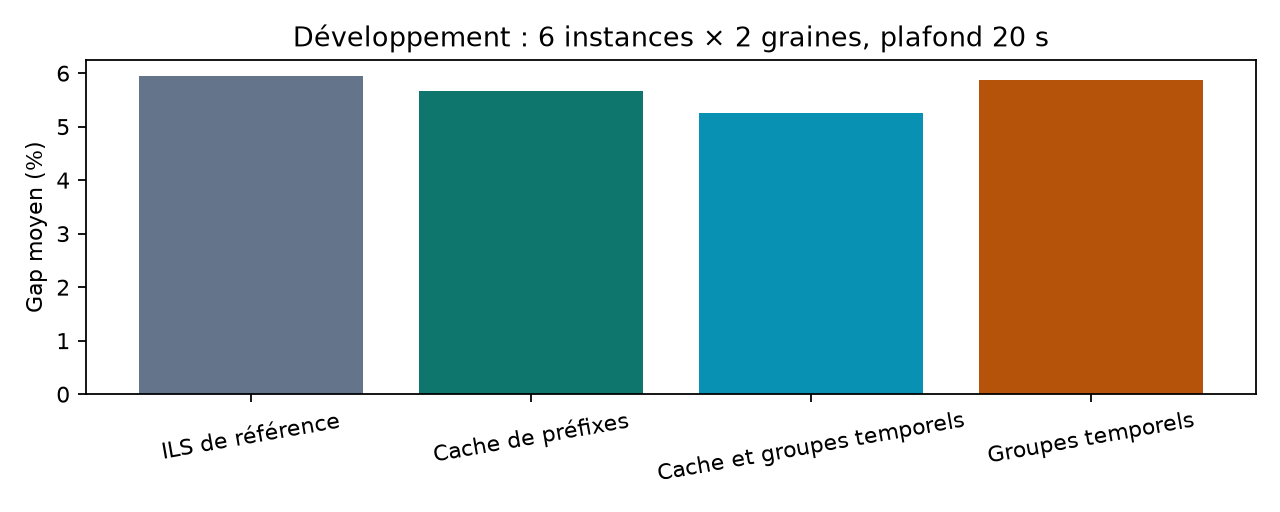 Développement : 6 instances × 2 graines, plafond 20 s
Gap moyen (%)
6
5
4
3
2
1
0
ILS de référence
Cache de préfixes
Cache et groupes temporels
Groupes temporels